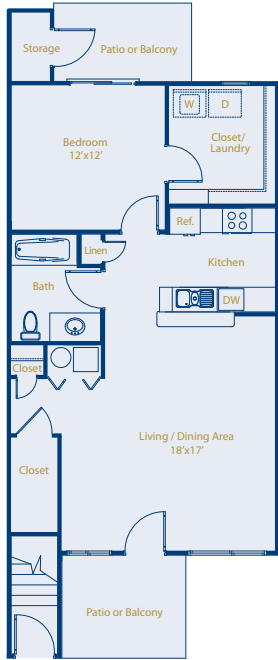 Storage
Patio or Balcony
W
D
Bedroom
12'x12'
Closet/
Laundry
Ref.
Linen
Kitchen
Bath
DW
Closet
Living / Dining Area
18'x17'
Closet
Patio or Balcony